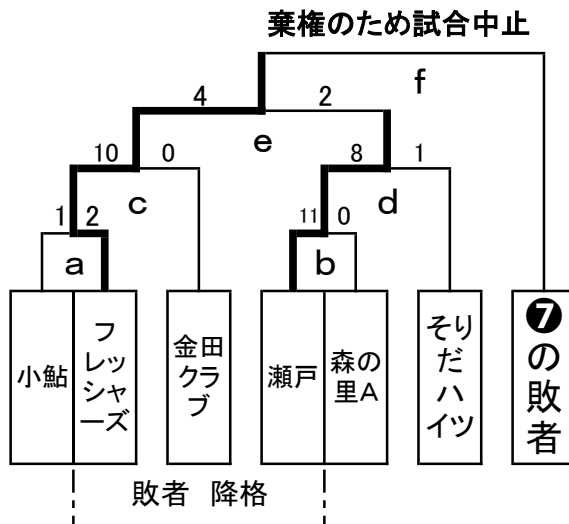 棄権のため試合中止
4
2
f
10
0
e
8
1
1
2
c
11
0
d
a
b
小鮎
フレッシャーズ
金田クラブ
瀬戸
森の里A
そりだハイツ
❼の敗者
敗者 降格